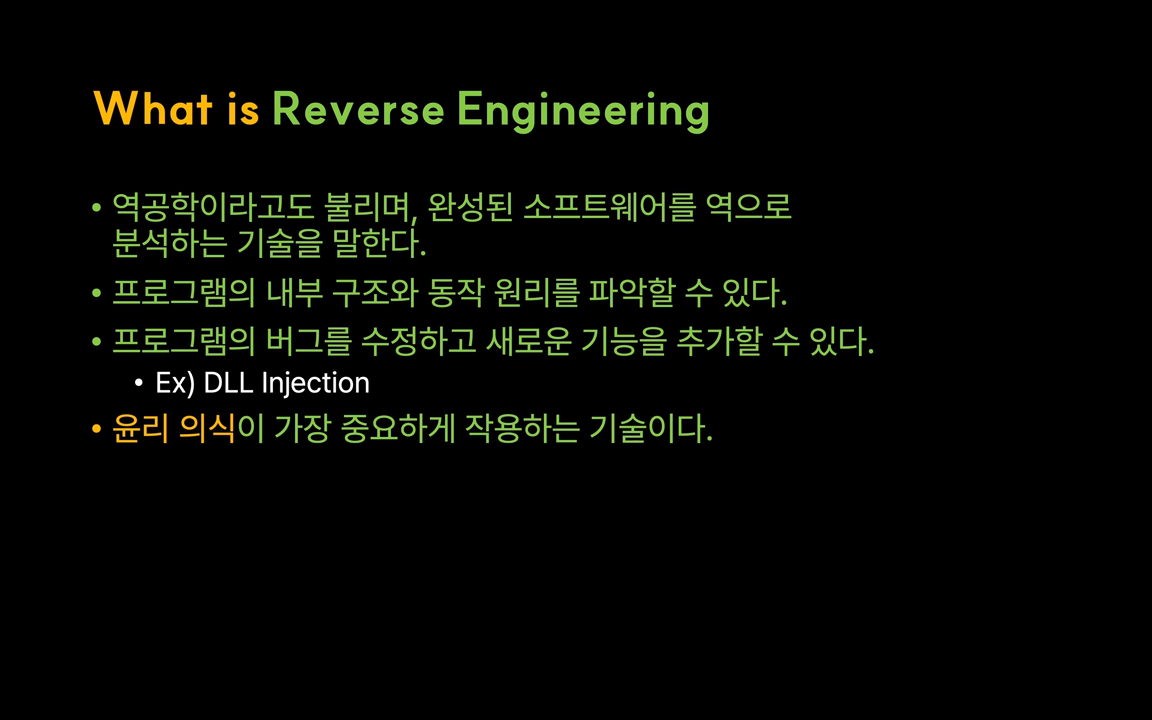 What is Reverse Engineering
• 역공학이라고도 불리며, 완성된 소프트웨어를 역으로
분석하는 기술을 말한다.
• 프로그램의 내부 구조와 동작 원리를 파악할 수 있다.
• 프로그램의 버그를 수정하고 새로운 기능을 추가할 수 있다.
• Ex) DLL Injection
• 윤리 의식이 가장 중요하게 작용하는 기술이다.